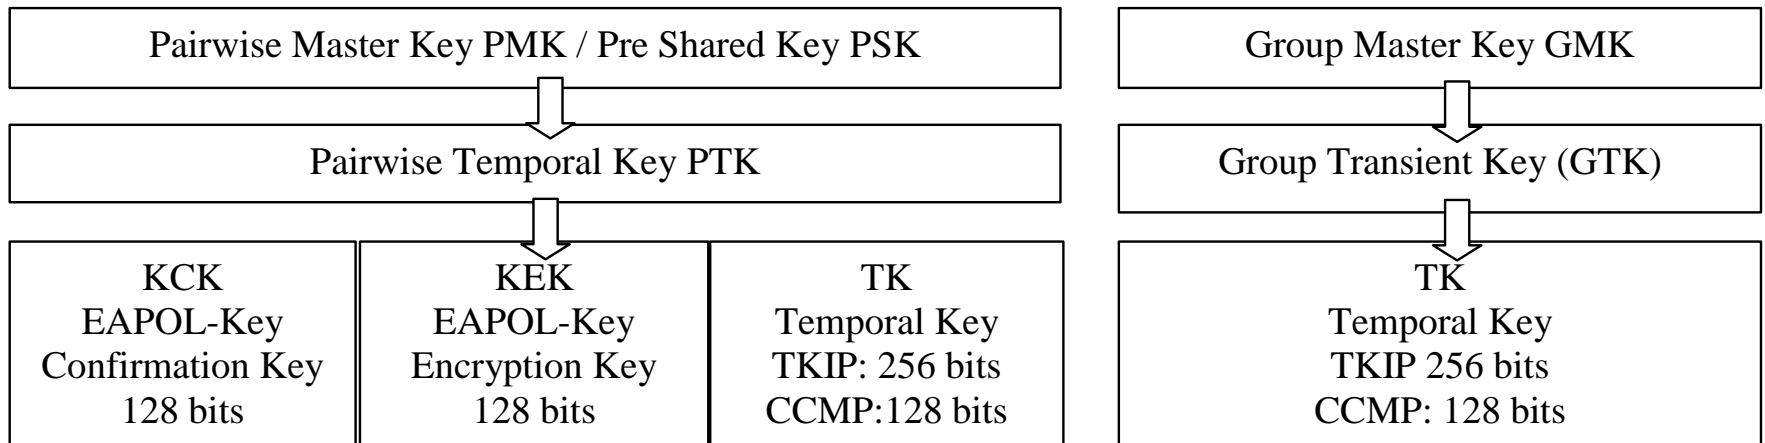 Pairwise Master Key PMK / Pre Shared Key PSK
Group Master Key GMK
Pairwise Temporal Key PTK
Group Transient Key (GTK)
KCK
EAPOL-Key
Confirmation Key
128 bits
KEK
EAPOL-Key
Encryption Key
128 bits
TK
Temporal Key
TKIP: 256 bits
CCMP:128 bits
TK
Temporal Key
TKIP 256 bits
CCMP: 128 bits